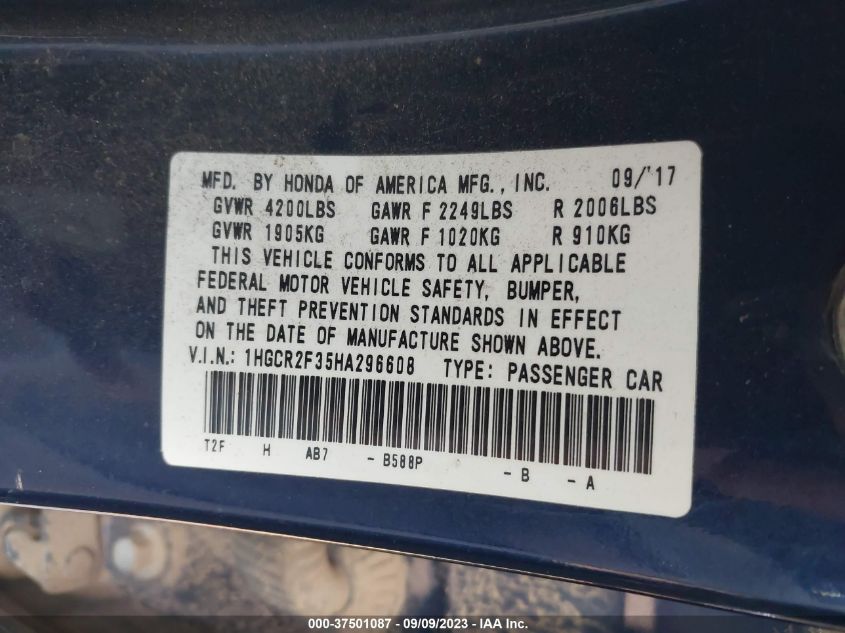 MFD. BY HONDA OF AMERICA MFG., INC. 09/'17
GVWR 4200LBS GAWR F 2249LBS R 2006LBS
GVWR 1905KG GAWR F 1020KG R 910KG
THIS VEHICLE CONFORMS TO ALL APPLICABLE
FEDERAL MOTOR VEHICLE SAFETY, BUMPER,
AND THEFT PREVENTION STANDARDS IN EFFECT
ON THE DATE OF MANUFACTURE SHOWN ABOVE.
V.I.N.: 1HGCR2F35HA296608 TYPE: PASSENGER CAR
T2F H AB7 - B588P - B - A
000-37501087 - 09/09/2023 - IAA Inc.